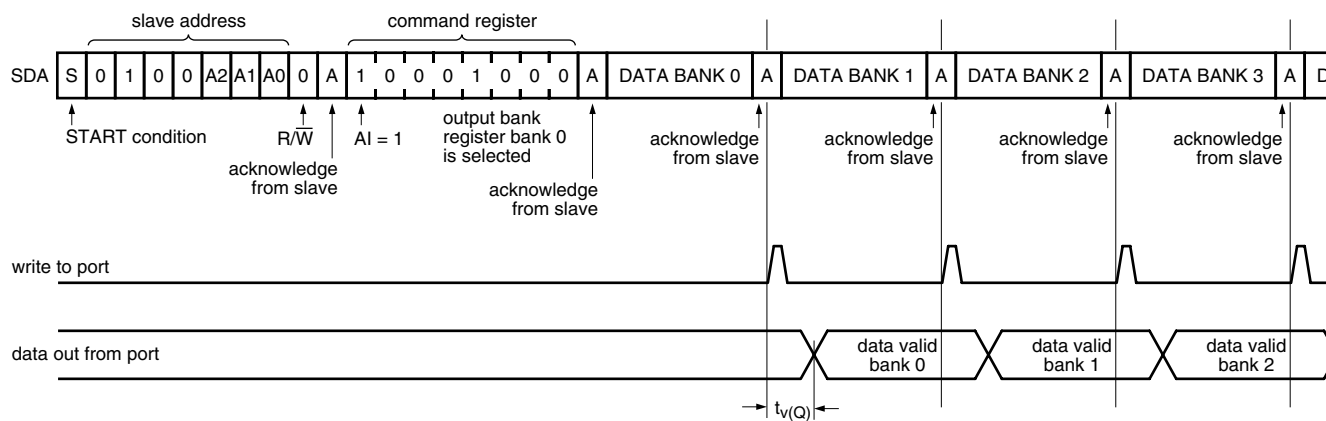 slave address
command register
SDA S 0 1 0 0 A2 A1 A0 0 A 1 0 0 0 1 0 0 0 A DATA BANK 0 A DATA BANK 1 A DATA BANK 2 A DATA BANK 3 A D
START condition
R/W̅
acknowledge
from slave
AI = 1
output bank
register bank 0
is selected
acknowledge
from slave
acknowledge
from slave
acknowledge
from slave
acknowledge
from slave
acknowledge
from slave
write to port
data out from port
data valid
bank 0
data valid
bank 1
data valid
bank 2
tv(Q)